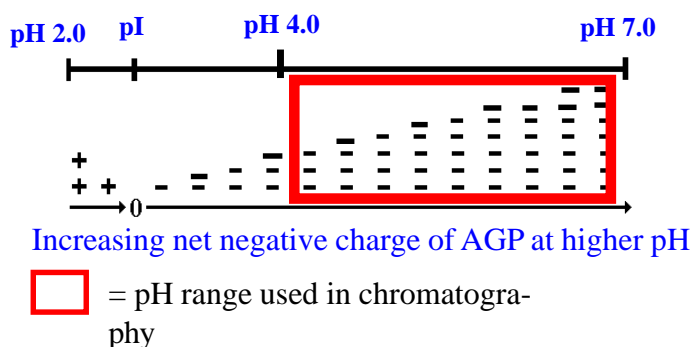 pH 2.0 pI pH 4.0 pH 7.0
0
Increasing net negative charge of AGP at higher pH
= pH range used in chromatogra-
phy